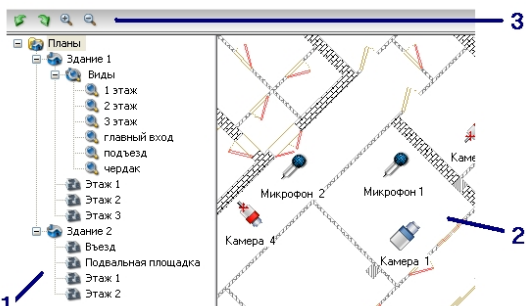 3
Планы
Здание 1
Виды
1 этаж
2 этаж
3 этаж
главный вход
подъезд
чердак
Этаж 1
Этаж 2
Этаж 3
Здание 2
Въезд
Подвальная площадка
Этаж 1
Этаж 2
1
Каме
Микрофон 2
Микрофон 1
2
Камера 4
Камера 1